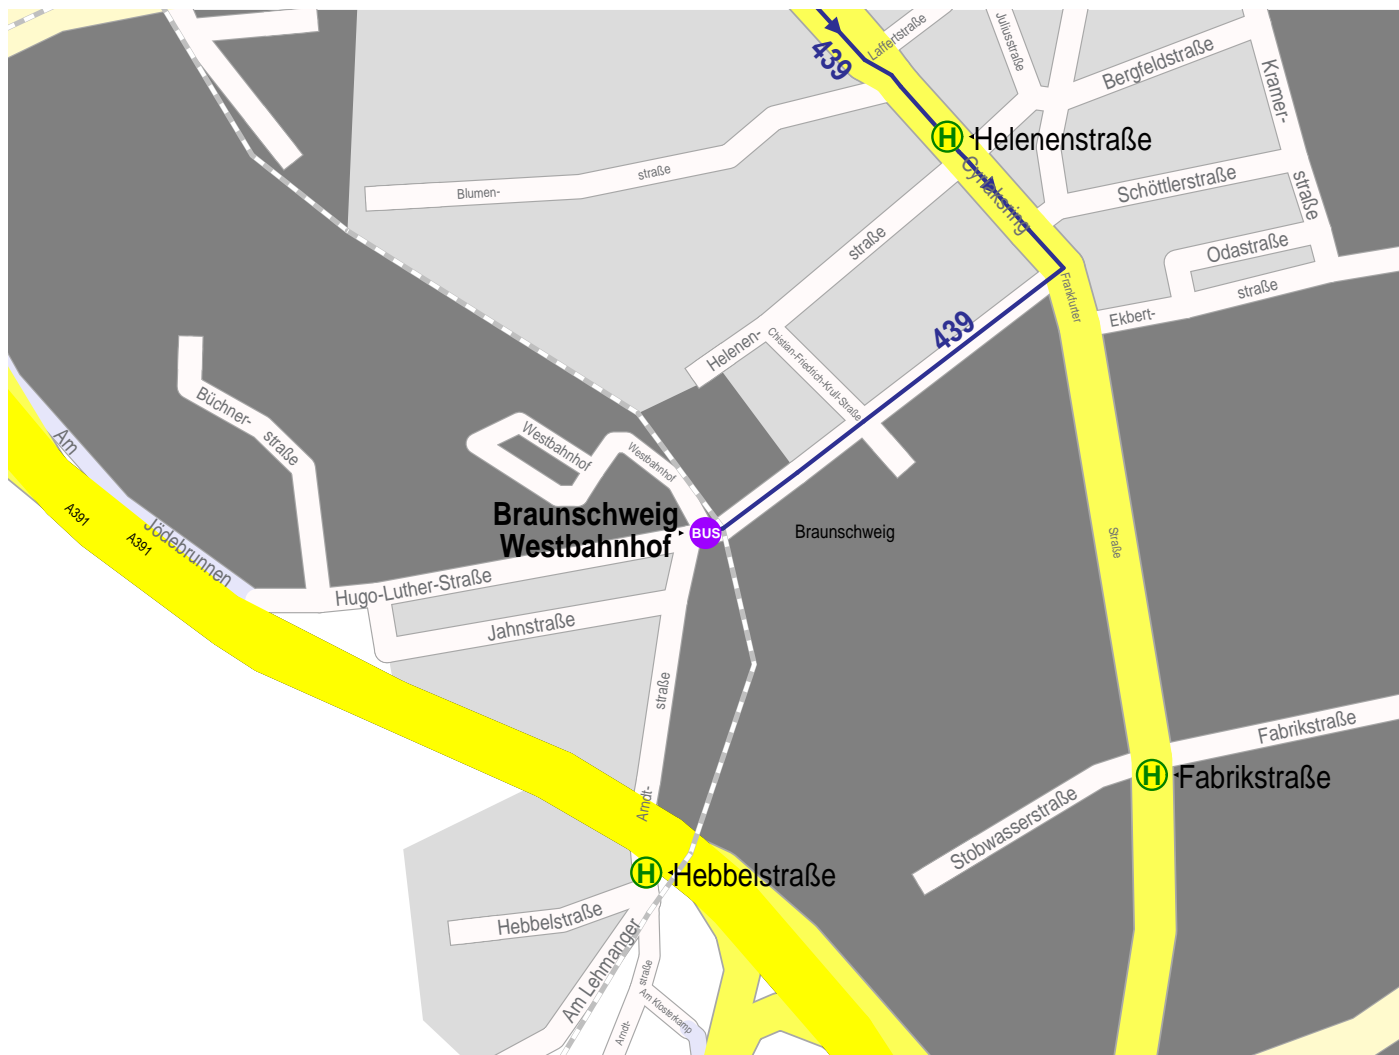 439
Laffertstraße
Juliusstraße
Bergfeldstraße
Kramer-
straße
H
Helenenstraße
Cyriaksring
Schöttlerstraße
Odastraße
Blumen-
straße
straße
Helenen-
Chistian-Friedrich-Krull-Straße
439
Frankfurter
Ekbert-
straße
Büchner-
straße
Westbahnhof
Westbahnhof
Am
Jödebrunnen
A391
A391
Braunschweig
Westbahnhof
BUS
Braunschweig
Straße
Hugo-Luther-Straße
Jahnstraße
straße
Arndt-
Fabrikstraße
H
Fabrikstraße
Stobwasserstraße
H
Hebbelstraße
Hebbelstraße
Am Lehmanger
straße
Arndt-
Am Klosterkamp